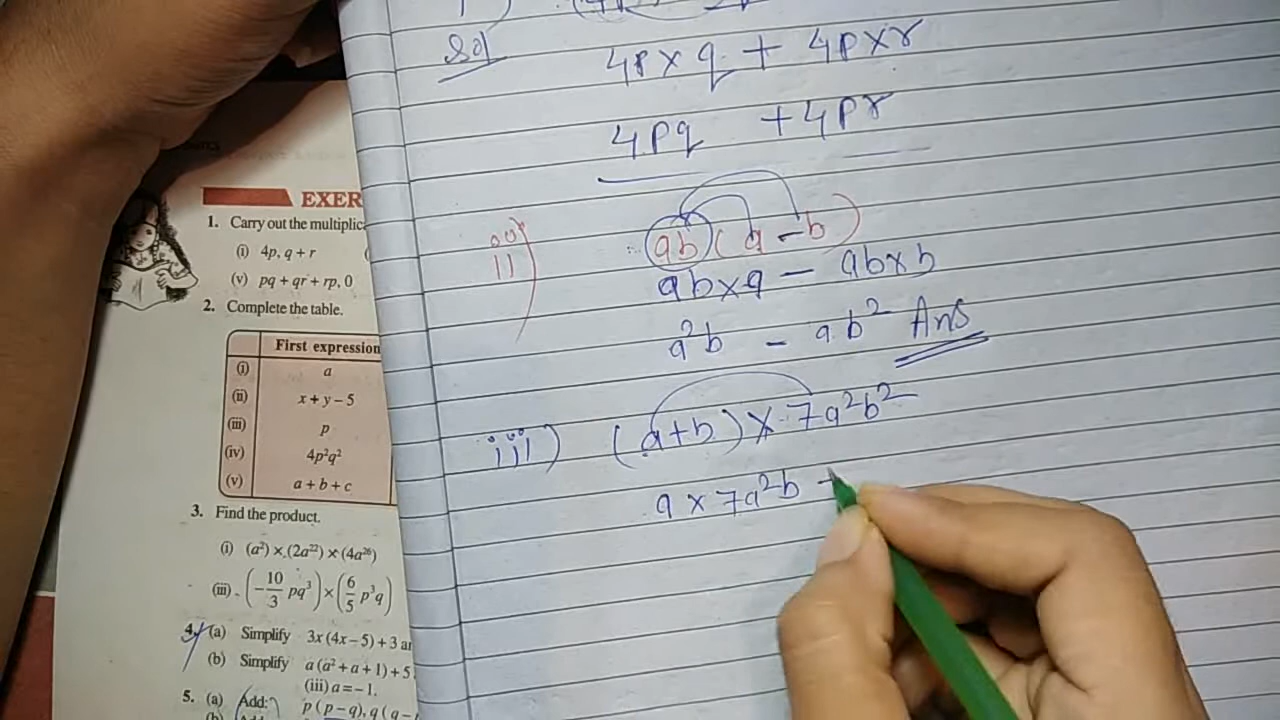 Sol
4p×q + 4p×r
4pq + 4pr
ii) ab(a-b)
ab×a - ab×b
a²b - ab² Ans
iii) (a+b) × 7a²b²
a × 7a²b
EXER
1. Carry out the multiplic
(i) 4p, q + r
(v) pq + qr + rp, 0
2. Complete the table.
First expression
(i) a
(ii) x + y – 5
(iii) p
(iv) 4p²q²
(v) a + b + c
3. Find the product.
(i) (a²) × (2a²²) × (4a²⁶)
(iii) (-10/3 pq³) × (6/5 p³q)
4. (a) Simplify 3x (4x – 5) + 3
(b) Simplify a (a² + a + 1) + 5
(iii) a = – 1.
5. (a) Add: p ( p – q), q ( q –